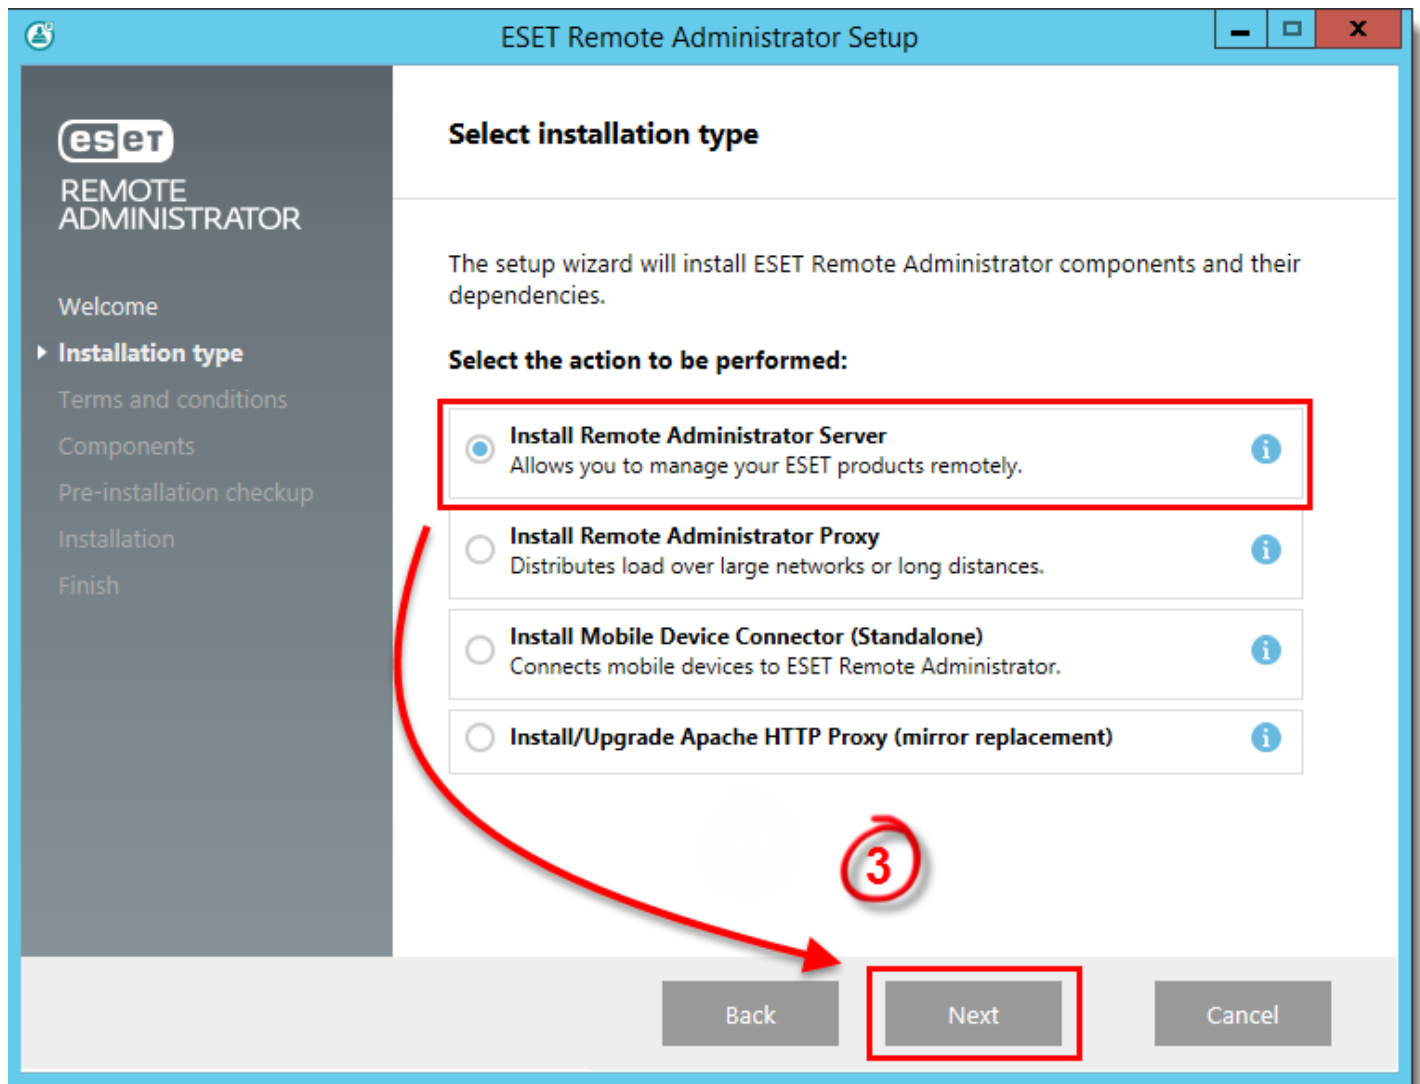 ESET Remote Administrator Setup
eset
REMOTE
ADMINISTRATOR
Welcome
Installation type
Terms and conditions
Components
Pre-installation checkup
Installation
Finish
Select installation type
The setup wizard will install ESET Remote Administrator components and their
dependencies.
Select the action to be performed:
Install Remote Administrator Server
Allows you to manage your ESET products remotely.
Install Remote Administrator Proxy
Distributes load over large networks or long distances.
Install Mobile Device Connector (Standalone)
Connects mobile devices to ESET Remote Administrator.
Install/Upgrade Apache HTTP Proxy (mirror replacement)
3
Back
Next
Cancel